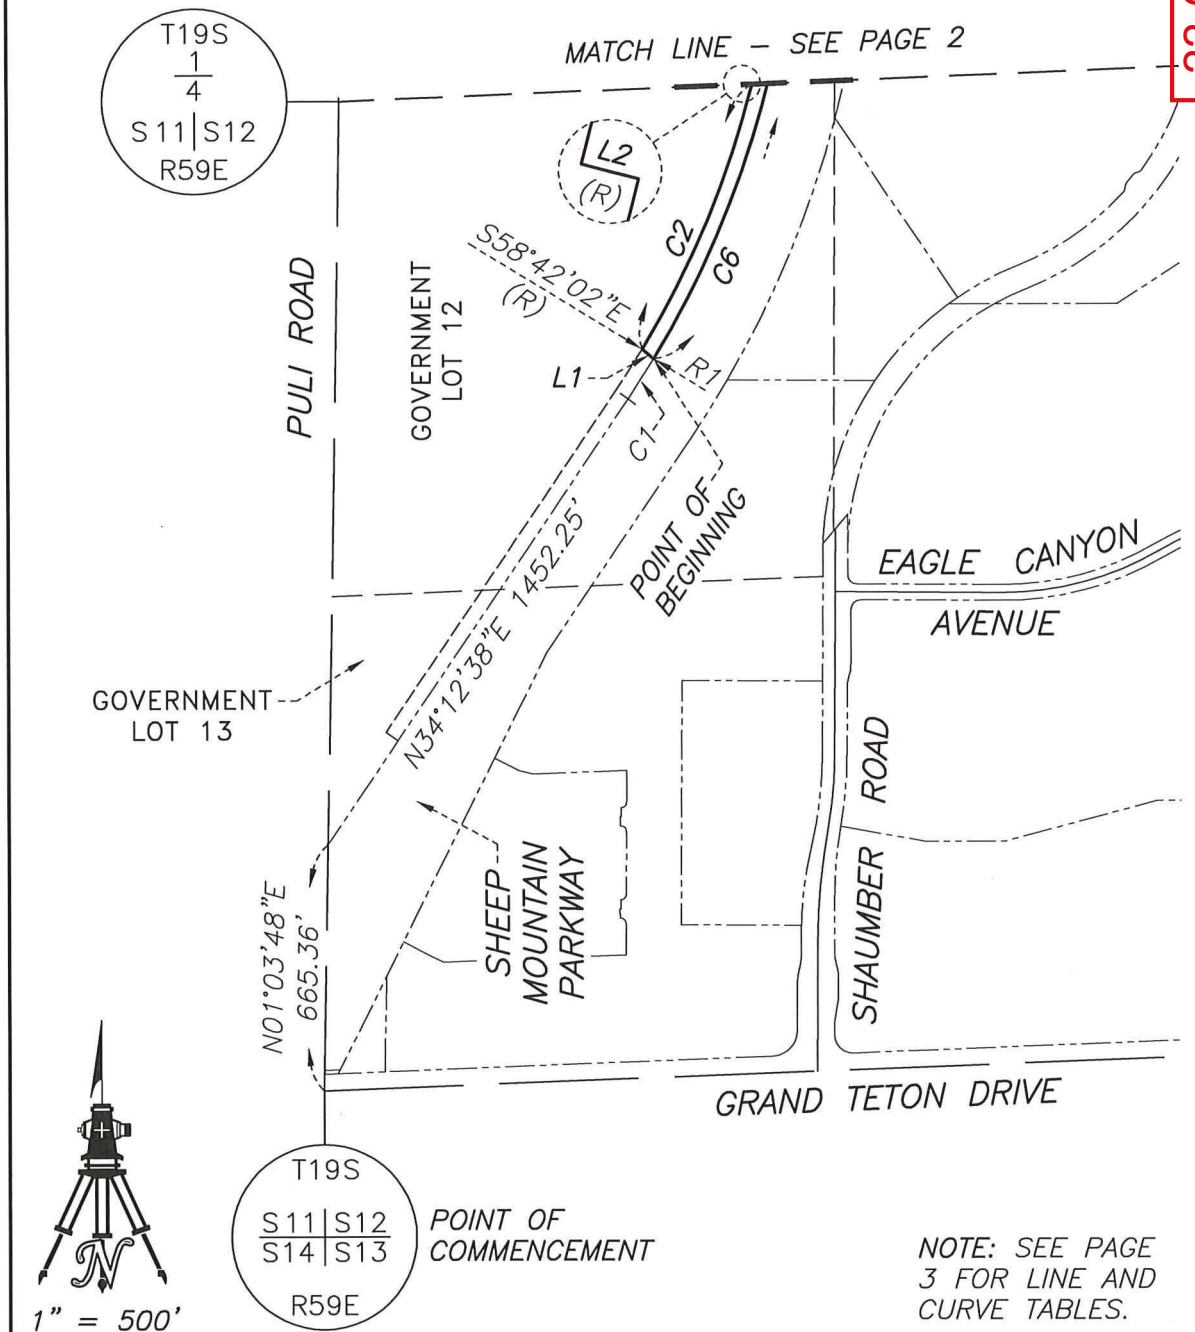 T19S
1
4
S11|S12
R59E
MATCH LINE – SEE PAGE 2
L2
(R)
C2
C6
S58°42'02"E
(R)
L1
R1
C1
PULI ROAD
GOVERNMENT
LOT 12
POINT OF
BEGINNING
EAGLE CANYON
AVENUE
N34°12'38"E 1452.25'
GOVERNMENT
LOT 13
SHEEP
MOUNTAIN
PARKWAY
SHAUMBER ROAD
N01°03'48"E
665.36'
GRAND TETON DRIVE
T19S
S11|S12
S14|S13
R59E
POINT OF
COMMENCEMENT
N
1" = 500'
NOTE: SEE PAGE
3 FOR LINE AND
CURVE TABLES.